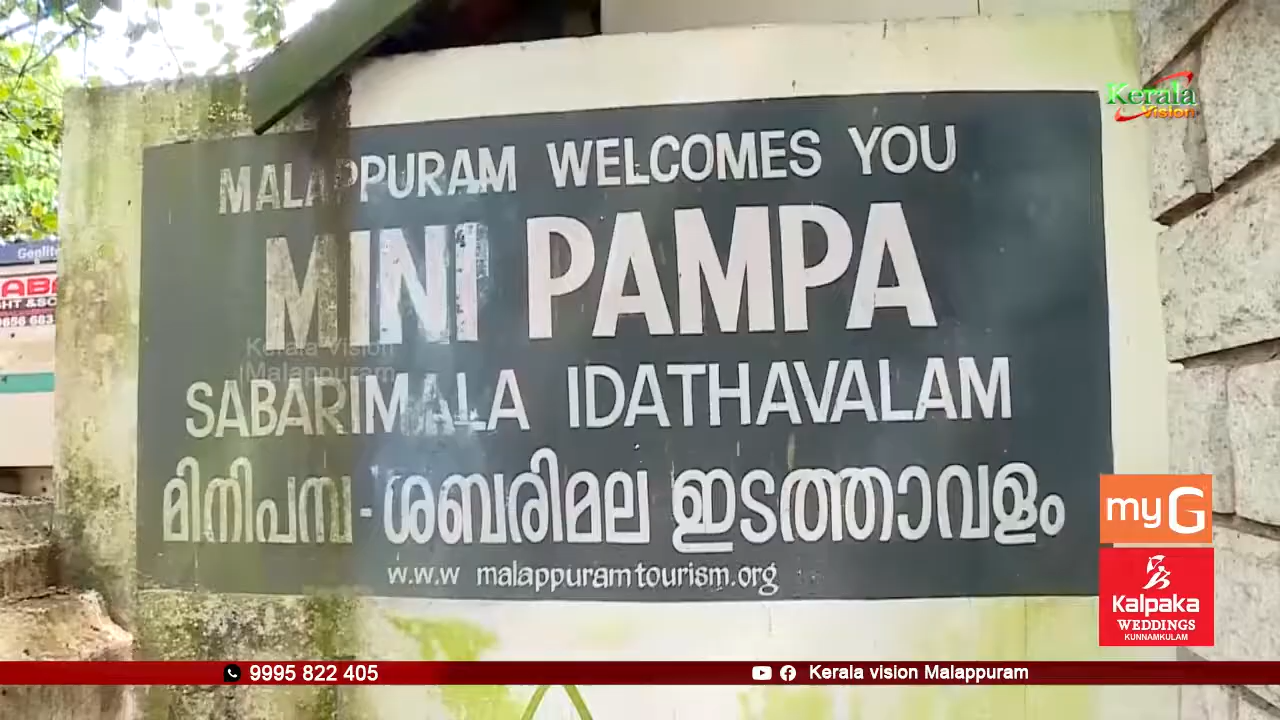 Kerala
Vision
MALAPPURAM WELCOMES YOU
MINI PAMPA
Kerala Vision
Malappuram
SABARIMALA IDATHAVALAM
മിനിപമ്പ - ശബരിമല ഇടത്താവളം
w.w.w malappuramtourism.org
myG
Kalpaka
WEDDINGS
KUNNAMKULAM
9995 822 405
Kerala vision Malappuram